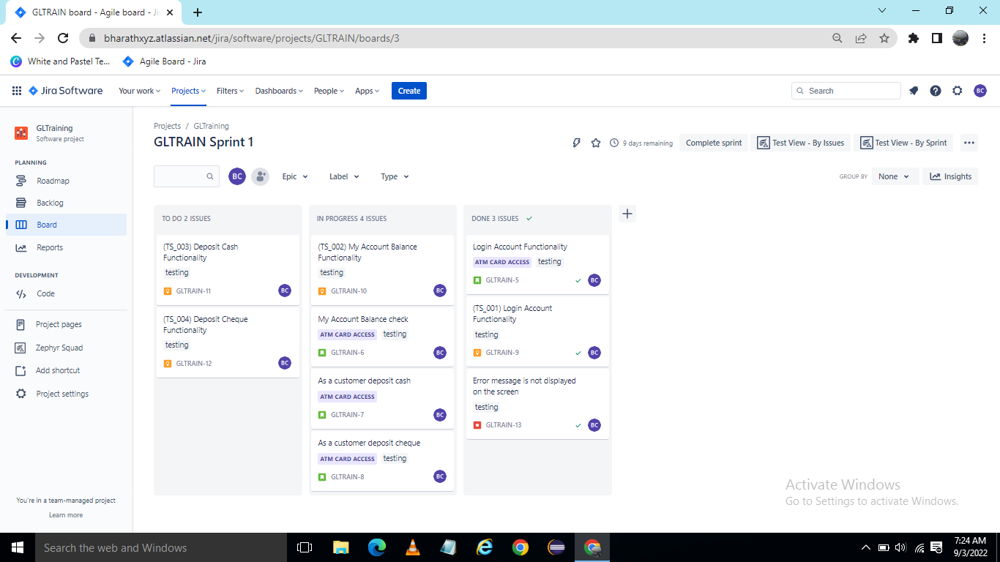 GLTRAIN board - Agile board - Ji
bharathxyz.atlassian.net/jira/software/projects/GLTRAIN/boards/3
White and Pastel Te...
Agile Board - Jira
Jira Software
Your work
Projects
Filters
Dashboards
People
Apps
Create
Search
BC
GLTraining
Software project
PLANNING
Roadmap
Backlog
Board
Reports
DEVELOPMENT
Code
Project pages
Zephyr Squad
Add shortcut
Project settings
You're in a team-managed project
Learn more
Projects / GLTraining
GLTRAIN Sprint 1
9 days remaining
Complete sprint
Test View - By Issues
Test View - By Sprint
BC
Epic
Label
Type
GROUP BY
None
Insights
TO DO 2 ISSUES
(TS_003) Deposit Cash
Functionality
testing
GLTRAIN-11
BC
(TS_004) Deposit Cheque
Functionality
testing
GLTRAIN-12
BC
IN PROGRESS 4 ISSUES
(TS_002) My Account Balance
Functionality
testing
GLTRAIN-10
BC
My Account Balance check
ATM CARD ACCESS testing
GLTRAIN-6
BC
As a customer deposit cash
ATM CARD ACCESS
GLTRAIN-7
BC
As a customer deposit cheque
ATM CARD ACCESS testing
GLTRAIN-8
BC
DONE 3 ISSUES
Login Account Functionality
ATM CARD ACCESS testing
GLTRAIN-5
BC
(TS_001) Login Account
Functionality
testing
GLTRAIN-9
BC
Error message is not displayed
on the screen
testing
GLTRAIN-13
BC
Activate Windows
Go to Settings to activate Windows.
Search the web and Windows
7:24 AM
9/3/2022